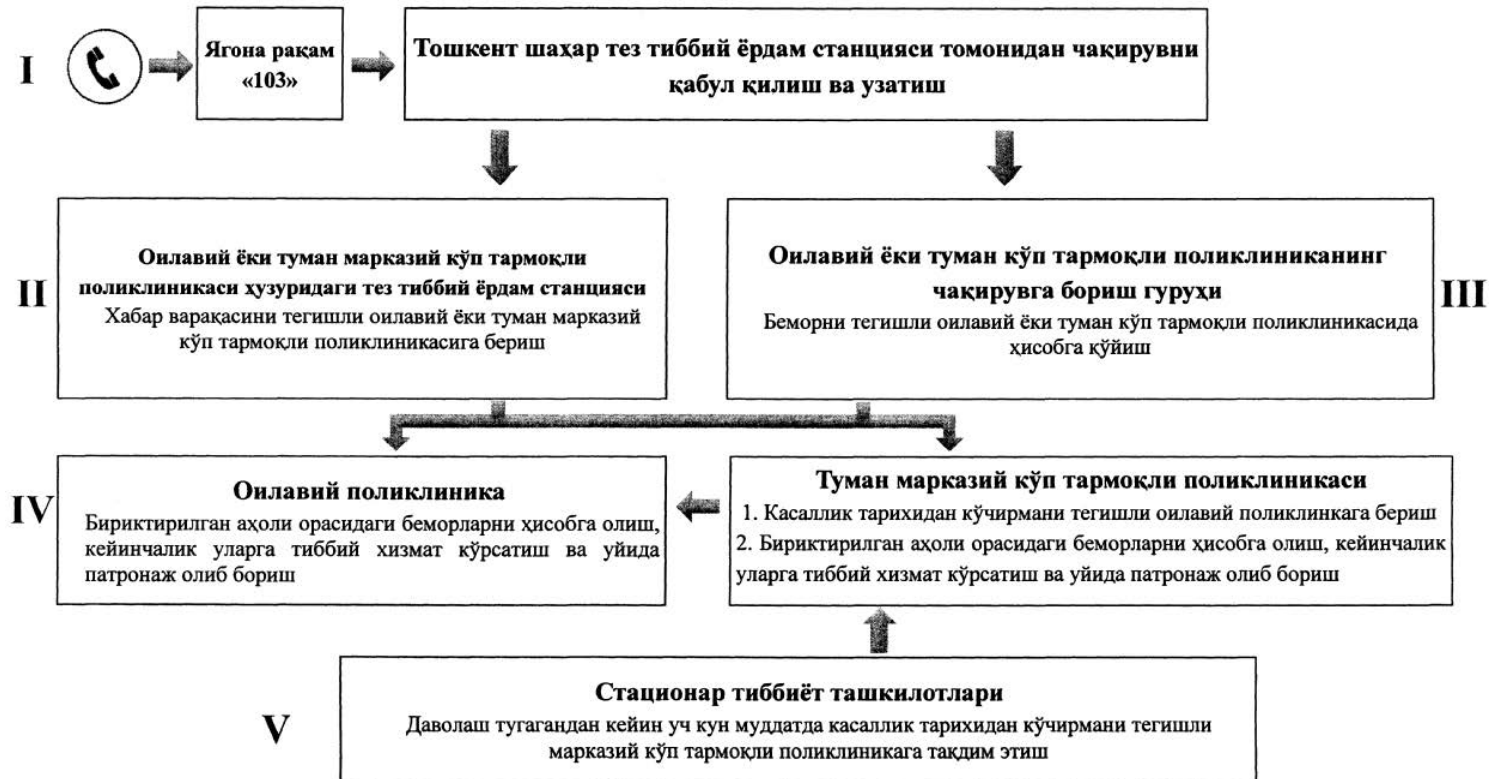 I
Ягона рақам
«103»
Тошкент шаҳар тез тиббий ёрдам станцияси томонидан чақирувни
қабул қилиш ва узатиш
II
Оилавий ёки туман марказий кўп тармоқли
поликлиникаси ҳузуридаги тез тиббий ёрдам станцияси
Хабар варақасини тегишли оилавий ёки туман марказий
кўп тармоқли поликлиникасига бериш
Оилавий ёки туман кўп тармоқли поликлиниканинг
чақирувга бориш гуруҳи
Беморни тегишли оилавий ёки туман кўп тармоқли поликлиникасида
ҳисобга қўйиш
III
IV
Оилавий поликлиника
Бириктирилган аҳоли орасидаги беморларни ҳисобга олиш,
кейинчалик уларга тиббий хизмат кўрсатиш ва уйида
патронаж олиб бориш
Туман марказий кўп тармоқли поликлиникаси
1. Касаллик тарихидан кўчирмани тегишли оилавий поликлинкага бериш
2. Бириктирилган аҳоли орасидаги беморларни ҳисобга олиш, кейинчалик
уларга тиббий хизмат кўрсатиш ва уйида патронаж олиб бориш
V
Стационар тиббиёт ташкилотлари
Даволаш тугагандан кейин уч кун муддатда касаллик тарихидан кўчирмани тегишли
марказий кўп тармоқли поликлиникага тақдим этиш